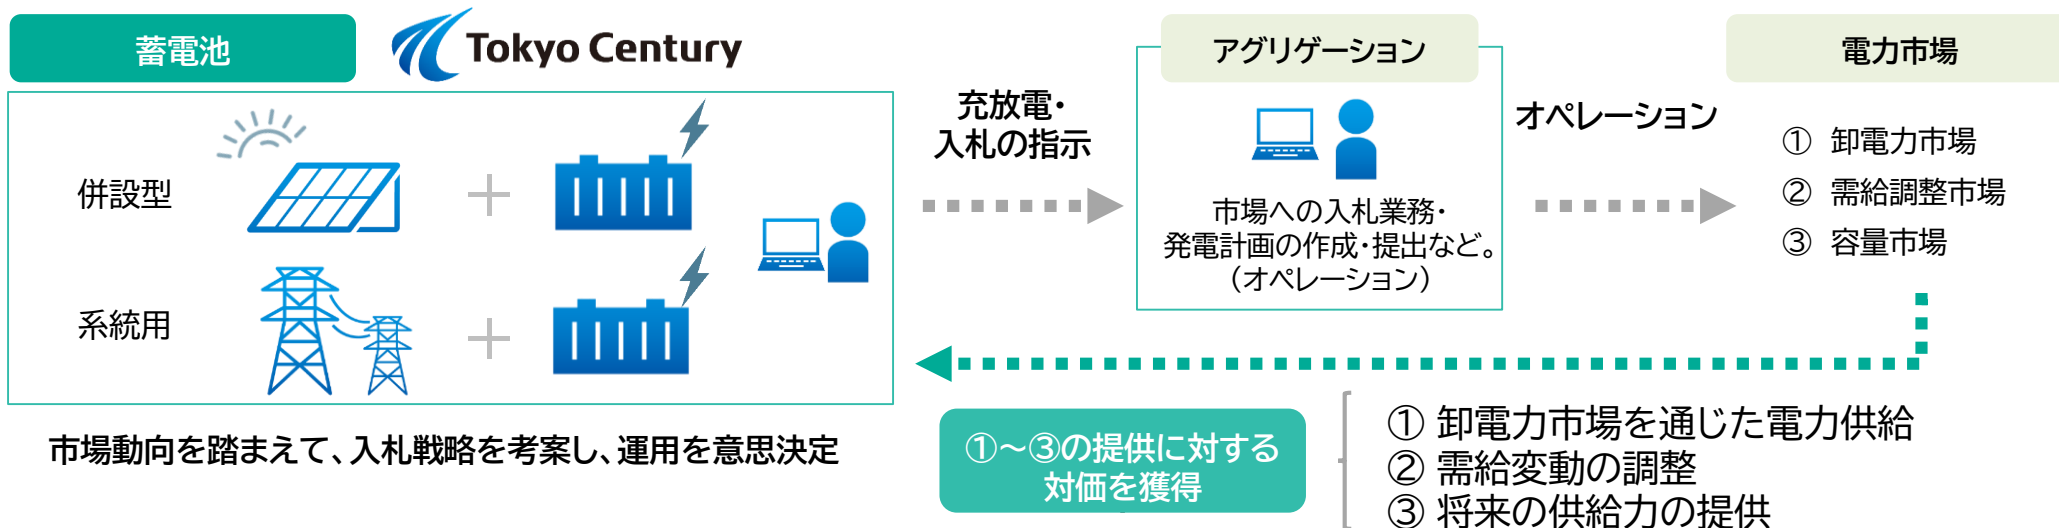 蓄電池
Tokyo Century
併設型
系統用
市場動向を踏まえて、入札戦略を考案し、運用を意思決定
充放電・
入札の指示
アグリゲーション
市場への入札業務・
発電計画の作成・提出など。
（オペレーション）
オペレーション
電力市場
① 卸電力市場
② 需給調整市場
③ 容量市場
①～③の提供に対する
対価を獲得
① 卸電力市場を通じた電力供給
② 需給変動の調整
③ 将来の供給力の提供